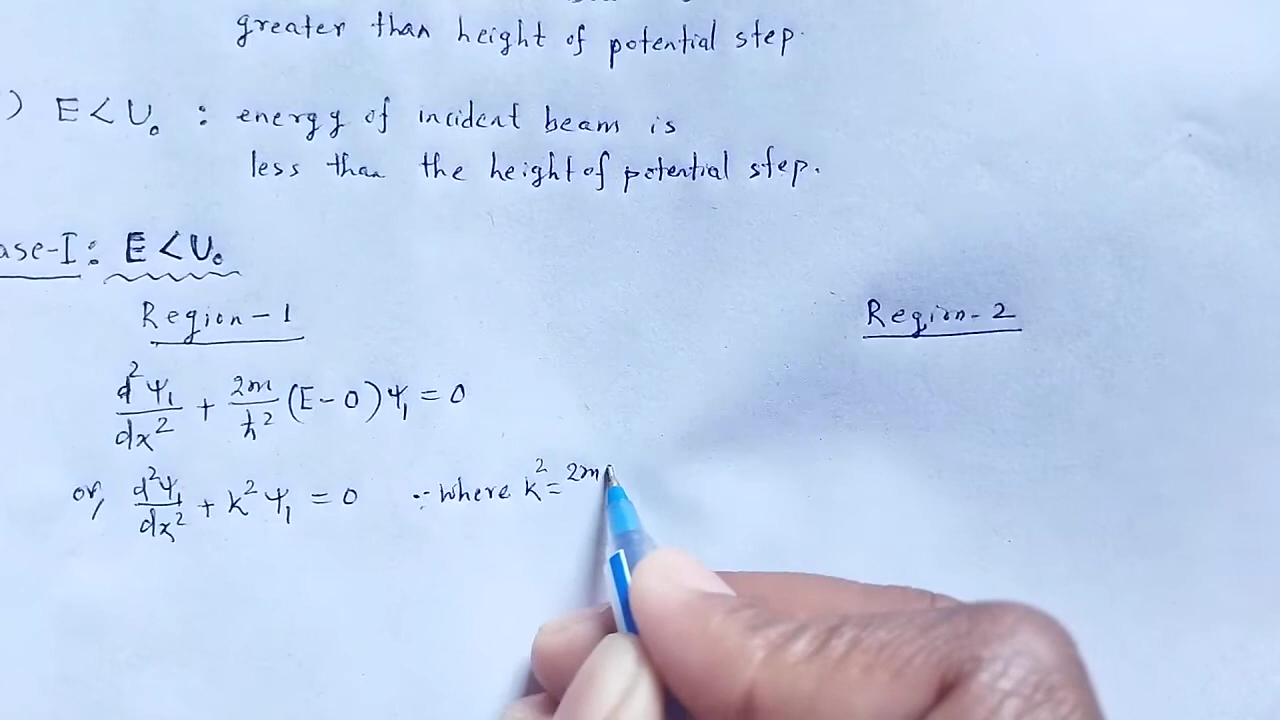 greater than height of potential step.
) E<U₀ : energy of incident beam is
less than the height of potential step.
ase-I: E<U₀
Region-1
Region-2
d²ψ₁/dx² + 2m/ħ² (E-0)ψ₁ = 0
or, d²ψ₁/dx² + k²ψ₁ = 0 ∵ where k² = 2m